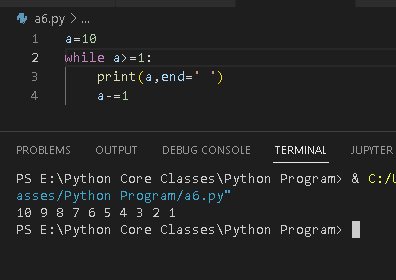 a6.py > ...
1 a=10
2 while a>=1:
3 print(a,end=' ')
4 a-=1
PROBLEMS OUTPUT DEBUG CONSOLE TERMINAL JUPYTER
PS E:\Python Core Classes\Python Program> & C:/U
asses/Python Program/a6.py"
10 9 8 7 6 5 4 3 2 1
PS E:\Python Core Classes\Python Program>